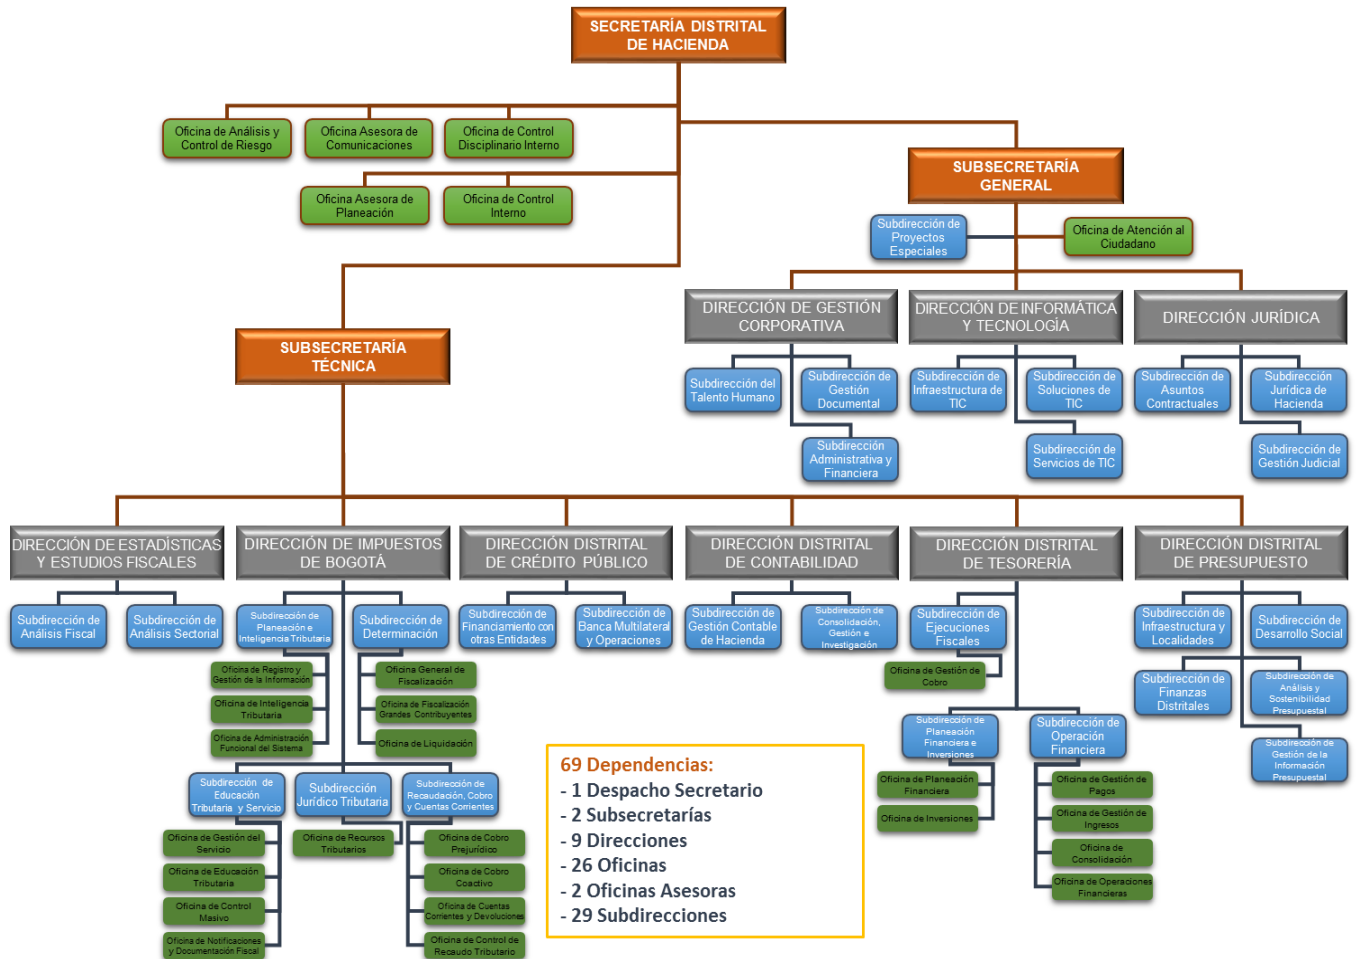 SECRETARÍA DISTRITAL
DE HACIENDA
Oficina de Análisis y
Control de Riesgo
Oficina Asesora de
Comunicaciones
Oficina de Control
Disciplinario Interno
Oficina Asesora de
Planeación
Oficina de Control
Interno
SUBSECRETARÍA
GENERAL
Subdirección de
Proyectos
Especiales
Oficina de Atención al
Ciudadano
DIRECCIÓN DE GESTIÓN
CORPORATIVA
DIRECCIÓN DE INFORMÁTICA
Y TECNOLOGÍA
DIRECCIÓN JURÍDICA
Subdirección del
Talento Humano
Subdirección de
Gestión
Documental
Subdirección
Administrativa y
Financiera
Subdirección de
Infraestructura de
TIC
Subdirección de
Soluciones de
TIC
Subdirección de
Servicios de TIC
Subdirección de
Asuntos
Contractuales
Subdirección
Jurídica de
Hacienda
Subdirección de
Gestión Judicial
SUBSECRETARÍA
TÉCNICA
DIRECCIÓN DE ESTADÍSTICAS
Y ESTUDIOS FISCALES
DIRECCIÓN DE IMPUESTOS
DE BOGOTÁ
DIRECCIÓN DISTRITAL
DE CRÉDITO PÚBLICO
DIRECCIÓN DISTRITAL
DE CONTABILIDAD
DIRECCIÓN DISTRITAL
DE TESORERÍA
DIRECCIÓN DISTRITAL
DE PRESUPUESTO
Subdirección de
Análisis Fiscal
Subdirección de
Análisis Sectorial
Subdirección de
Planeación e
Inteligencia Tributaria
Oficina de Registro y
Gestión de la Información
Oficina de Inteligencia
Tributaria
Oficina de Administración
Funcional del Sistema
Subdirección de
Determinación
Oficina General de
Fiscalización
Oficina de Fiscalización
Grandes Contribuyentes
Oficina de Liquidación
Subdirección de
Educación
Tributaria y Servicio
Oficina de Gestión del
Servicio
Oficina de Educación
Tributaria
Oficina de Control
Masivo
Oficina de Notificaciones
y Documentación Fiscal
Subdirección
Jurídico Tributaria
Oficina de Recursos
Tributarios
Subdirección de
Recaudación, Cobro
y Cuentas Corrientes
Oficina de Cobro
Prejurídico
Oficina de Cobro
Coactivo
Oficina de Cuentas
Corrientes y Devoluciones
Oficina de Control de
Recaudo Tributario
Subdirección de
Financiamiento con
otras Entidades
Subdirección de
Banca Multilateral
y Operaciones
Subdirección de
Gestión Contable
de Hacienda
Subdirección de
Consolidación,
Gestión e
Investigación
Subdirección de
Ejecuciones
Fiscales
Oficina de Gestión de
Cobro
Subdirección de
Planeación
Financiera e
Inversiones
Oficina de Planeación
Financiera
Oficina de Inversiones
Subdirección de
Operación
Financiera
Oficina de Gestión de
Pagos
Oficina de Gestión de
Ingresos
Oficina de
Consolidación
Oficina de Operaciones
Financieras
Subdirección de
Infraestructura y
Localidades
Subdirección de
Desarrollo Social
Subdirección de
Finanzas
Distritales
Subdirección de
Análisis y
Sostenibilidad
Presupuestal
Subdirección de
Gestión de la
Información
Presupuestal
69 Dependencias:
- 1 Despacho Secretario
- 2 Subsecretarías
- 9 Direcciones
- 26 Oficinas
- 2 Oficinas Asesoras
- 29 Subdirecciones